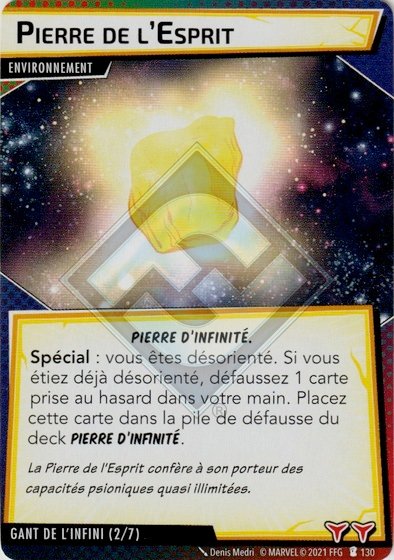 PIERRE DE L'ESPRIT
ENVIRONNEMENT
PIERRE D'INFINITÉ.
Spécial : vous êtes désorienté. Si vous
étiez déjà désorienté, défaussez 1 carte
prise au hasard dans votre main. Placez
cette carte dans la pile de défausse du
deck PIERRE D'INFINITÉ.
®
La Pierre de l'Esprit confère à son porteur des
capacités psioniques quasi illimitées.
GANT DE L'INFINI (2/7)
Denis Medri © MARVEL © 2021 FFG 130